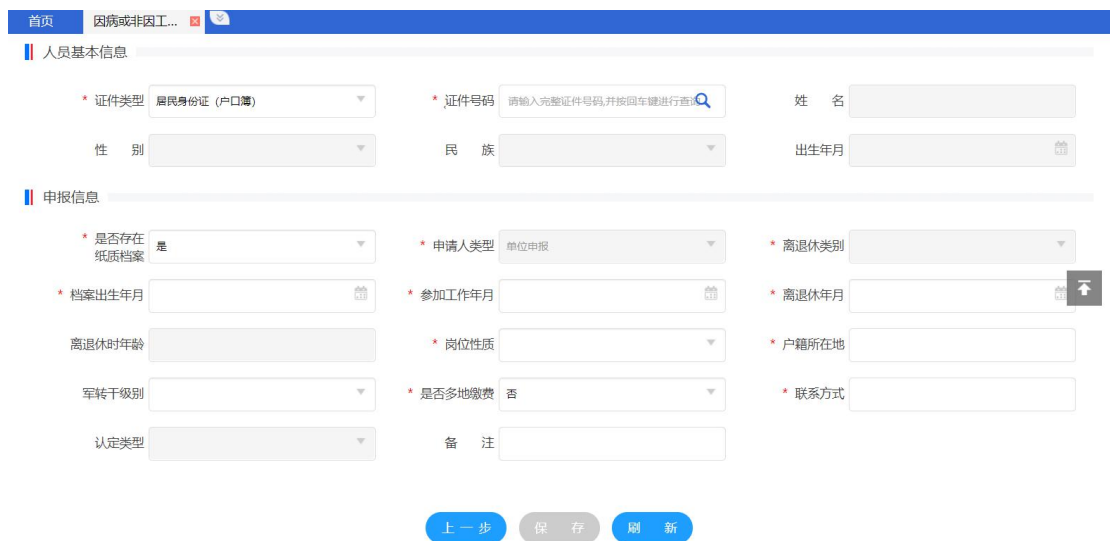 首页 因病或非因工...
人员基本信息
* 证件类型 居民身份证（户口簿） * 证件号码 请输入完整证件号码,并按回车键进行查询 姓 名
性 别 民 族 出生年月
申报信息
* 是否存在纸质档案 是 * 申请人类型 单位申报 * 离退休类别
* 档案出生年月 * 参加工作年月 * 离退休年月
离退休时年龄 * 岗位性质 * 户籍所在地
军转干级别 * 是否多地缴费 否 * 联系方式
认定类型 备 注
上一步 保 存 刷 新